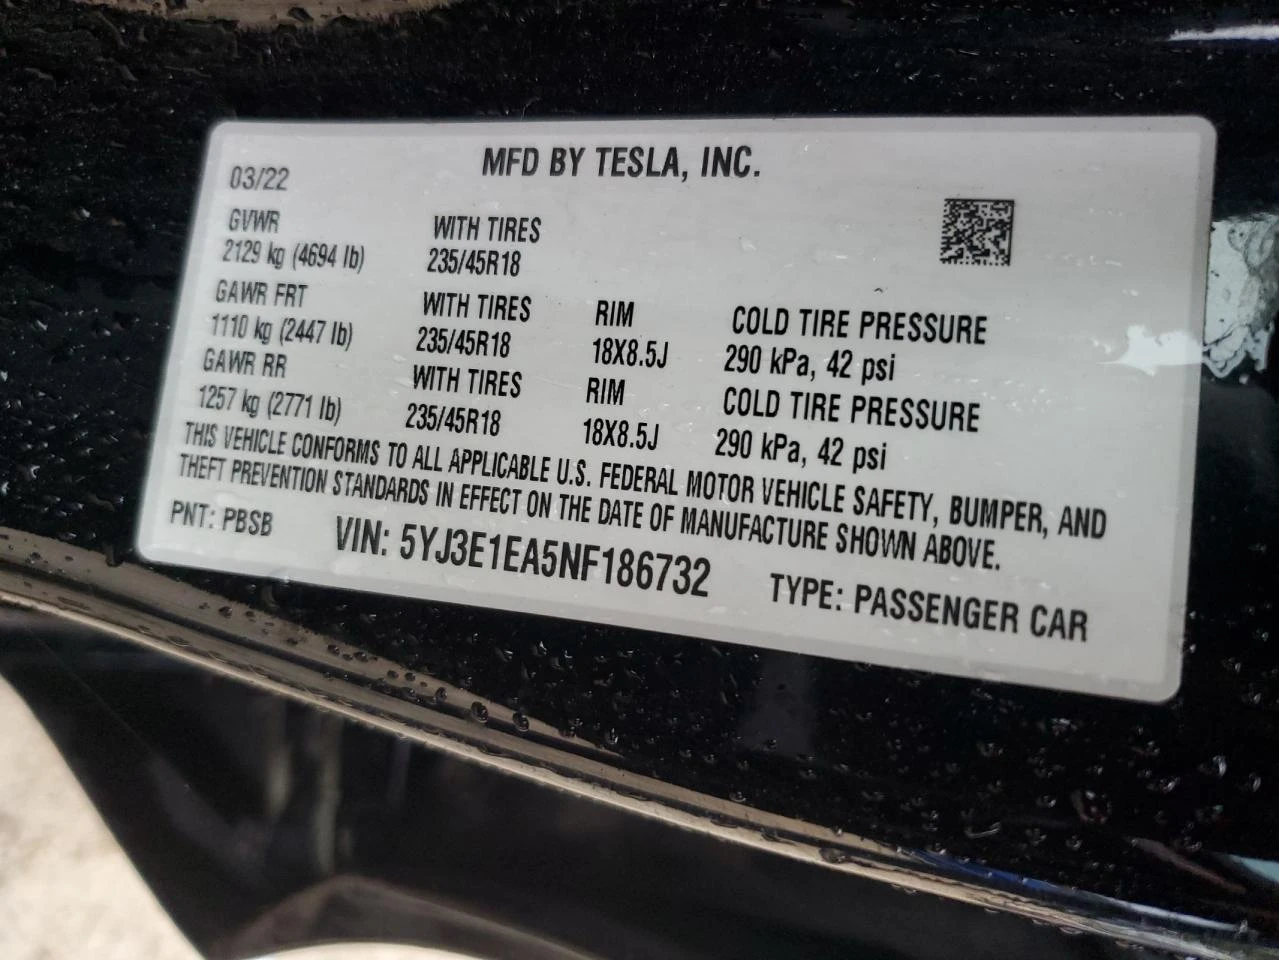 MFD BY TESLA, INC.
03/22
GVWR WITH TIRES
2129 kg (4694 lb) 235/45R18
GAWR FRT WITH TIRES RIM COLD TIRE PRESSURE
1110 kg (2447 lb) 235/45R18 18X8.5J 290 kPa, 42 psi
GAWR RR WITH TIRES RIM COLD TIRE PRESSURE
1257 kg (2771 lb) 235/45R18 18X8.5J 290 kPa, 42 psi
THIS VEHICLE CONFORMS TO ALL APPLICABLE U.S. FEDERAL MOTOR VEHICLE SAFETY, BUMPER, AND
THEFT PREVENTION STANDARDS IN EFFECT ON THE DATE OF MANUFACTURE SHOWN ABOVE.
PNT: PBSB VIN: 5YJ3E1EA5NF186732 TYPE: PASSENGER CAR